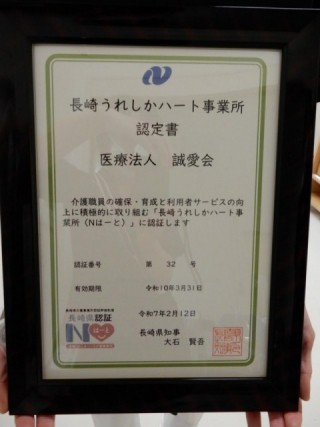 長崎うれしかハート事業所
認定書
医療法人　誠愛会
介護職員の確保・育成と利用者サービスの向
上に積極的に取り組む「長崎うれしかハート事
業所（Nはーと）」に認証します
認証番号　第　32　号
有効期限　令和10年3月31日
令和7年2月12日
長崎県知事
大石　賢吾
長崎県認証
N はーと